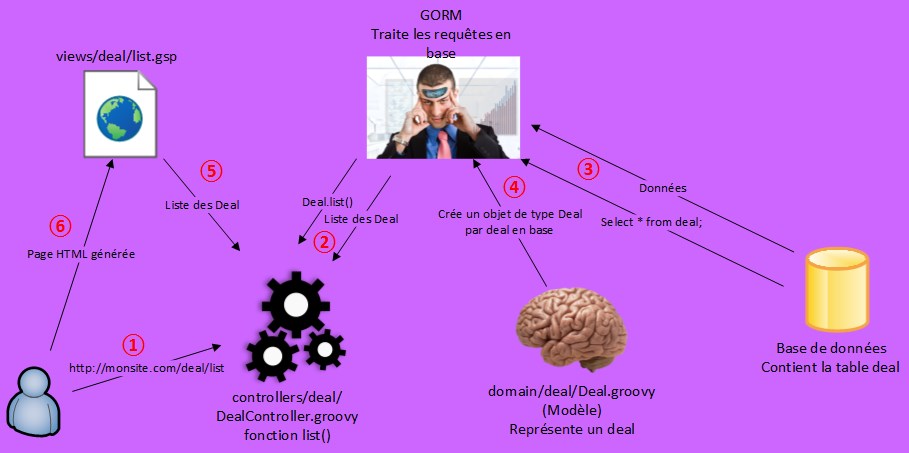 GORM
Traite les requêtes en
base
views/deal/list.gsp
⑤
Liste des Deal
③
Données
④
Deal.list()
Crée un objet de type Deal
par deal en base
Liste des Deal
Select * from deal;
②
⑥
Page HTML générée
①
http://monsite.com/deal/list
Base de données
Contient la table deal
controllers/deal/
DealController.groovy
fonction list()
domain/deal/Deal.groovy
(Modèle)
Représente un deal